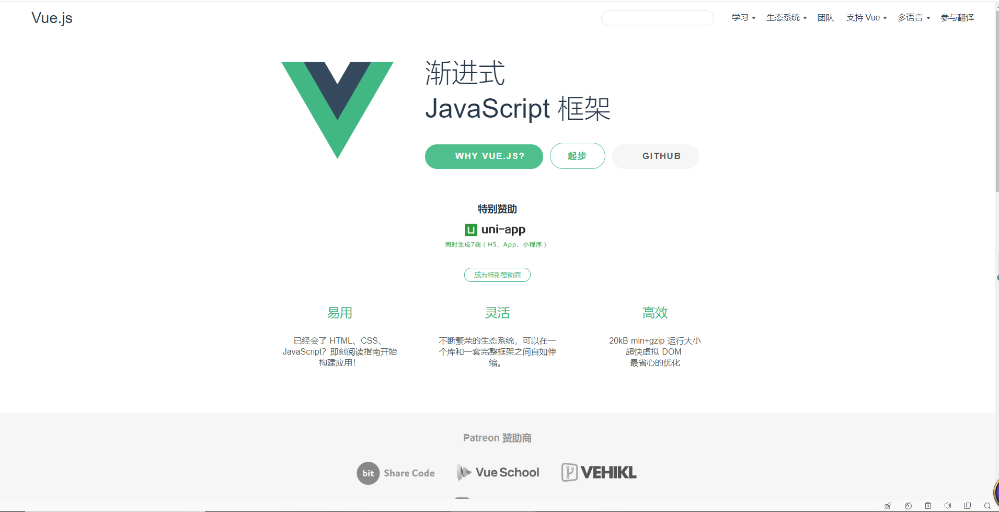 Vue.js
学习
生态系统
团队
支持 Vue
多语言
参与翻译
渐进式
JavaScript 框架
WHY VUE.JS?
起步
GITHUB
特别赞助
uni-app
同时生成7端（H5、App、小程序）
成为特别赞助商
易用
已经会了 HTML、CSS、
JavaScript？即刻阅读指南开始
构建应用！
灵活
不断繁荣的生态系统，可以在一
个库和一套完整框架之间自如伸
缩。
高效
20kB min+gzip 运行大小
超快虚拟 DOM
最省心的优化
Patreon 赞助商
bit Share Code
Vue School
VEHIKL